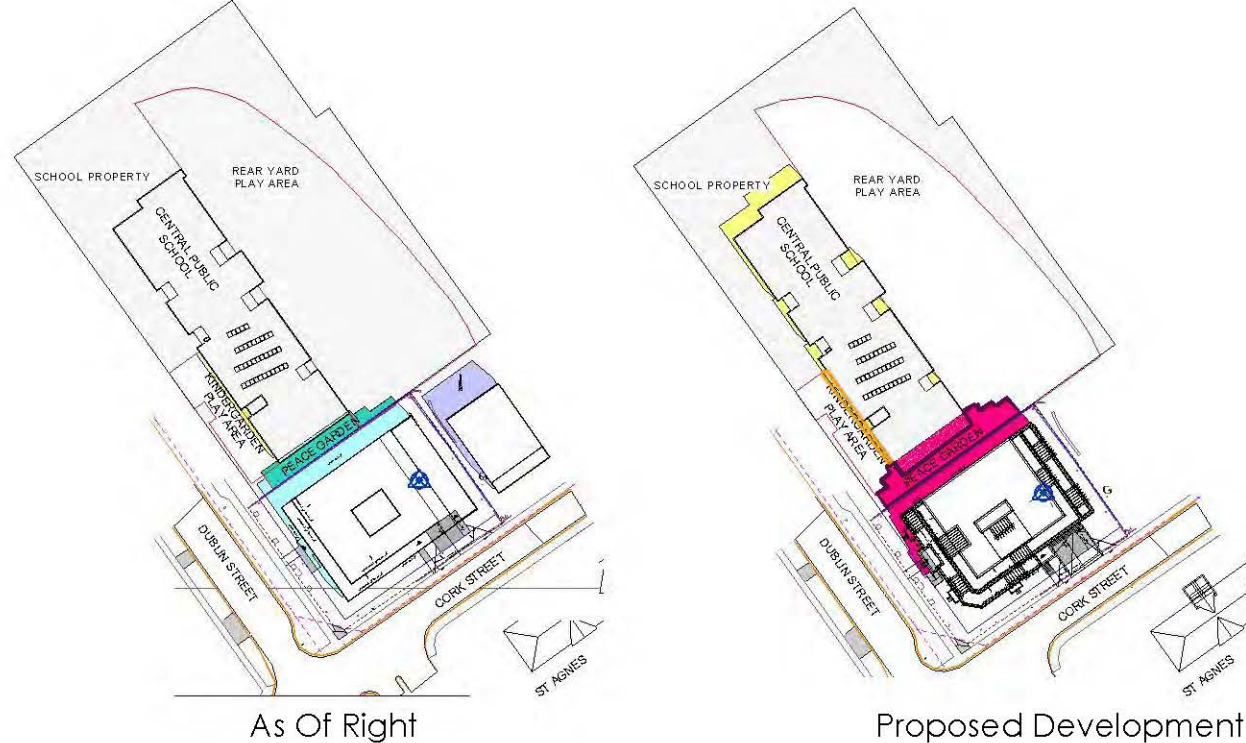 SCHOOL PROPERTY
REAR YARD
PLAY AREA
CENTRAL PUBLIC
SCHOOL
KINDERGARDEN
PLAY AREA
PEACE GARDEN
DUBLIN STREET
CORK STREET
ST AGNES
As Of Right
SCHOOL PROPERTY
REAR YARD
PLAY AREA
CENTRAL PUBLIC
SCHOOL
KINDERGARDEN
PLAY AREA
PEACE GARDEN
G
DUBLIN STREET
CORK STREET
ST AGNES
Proposed Development